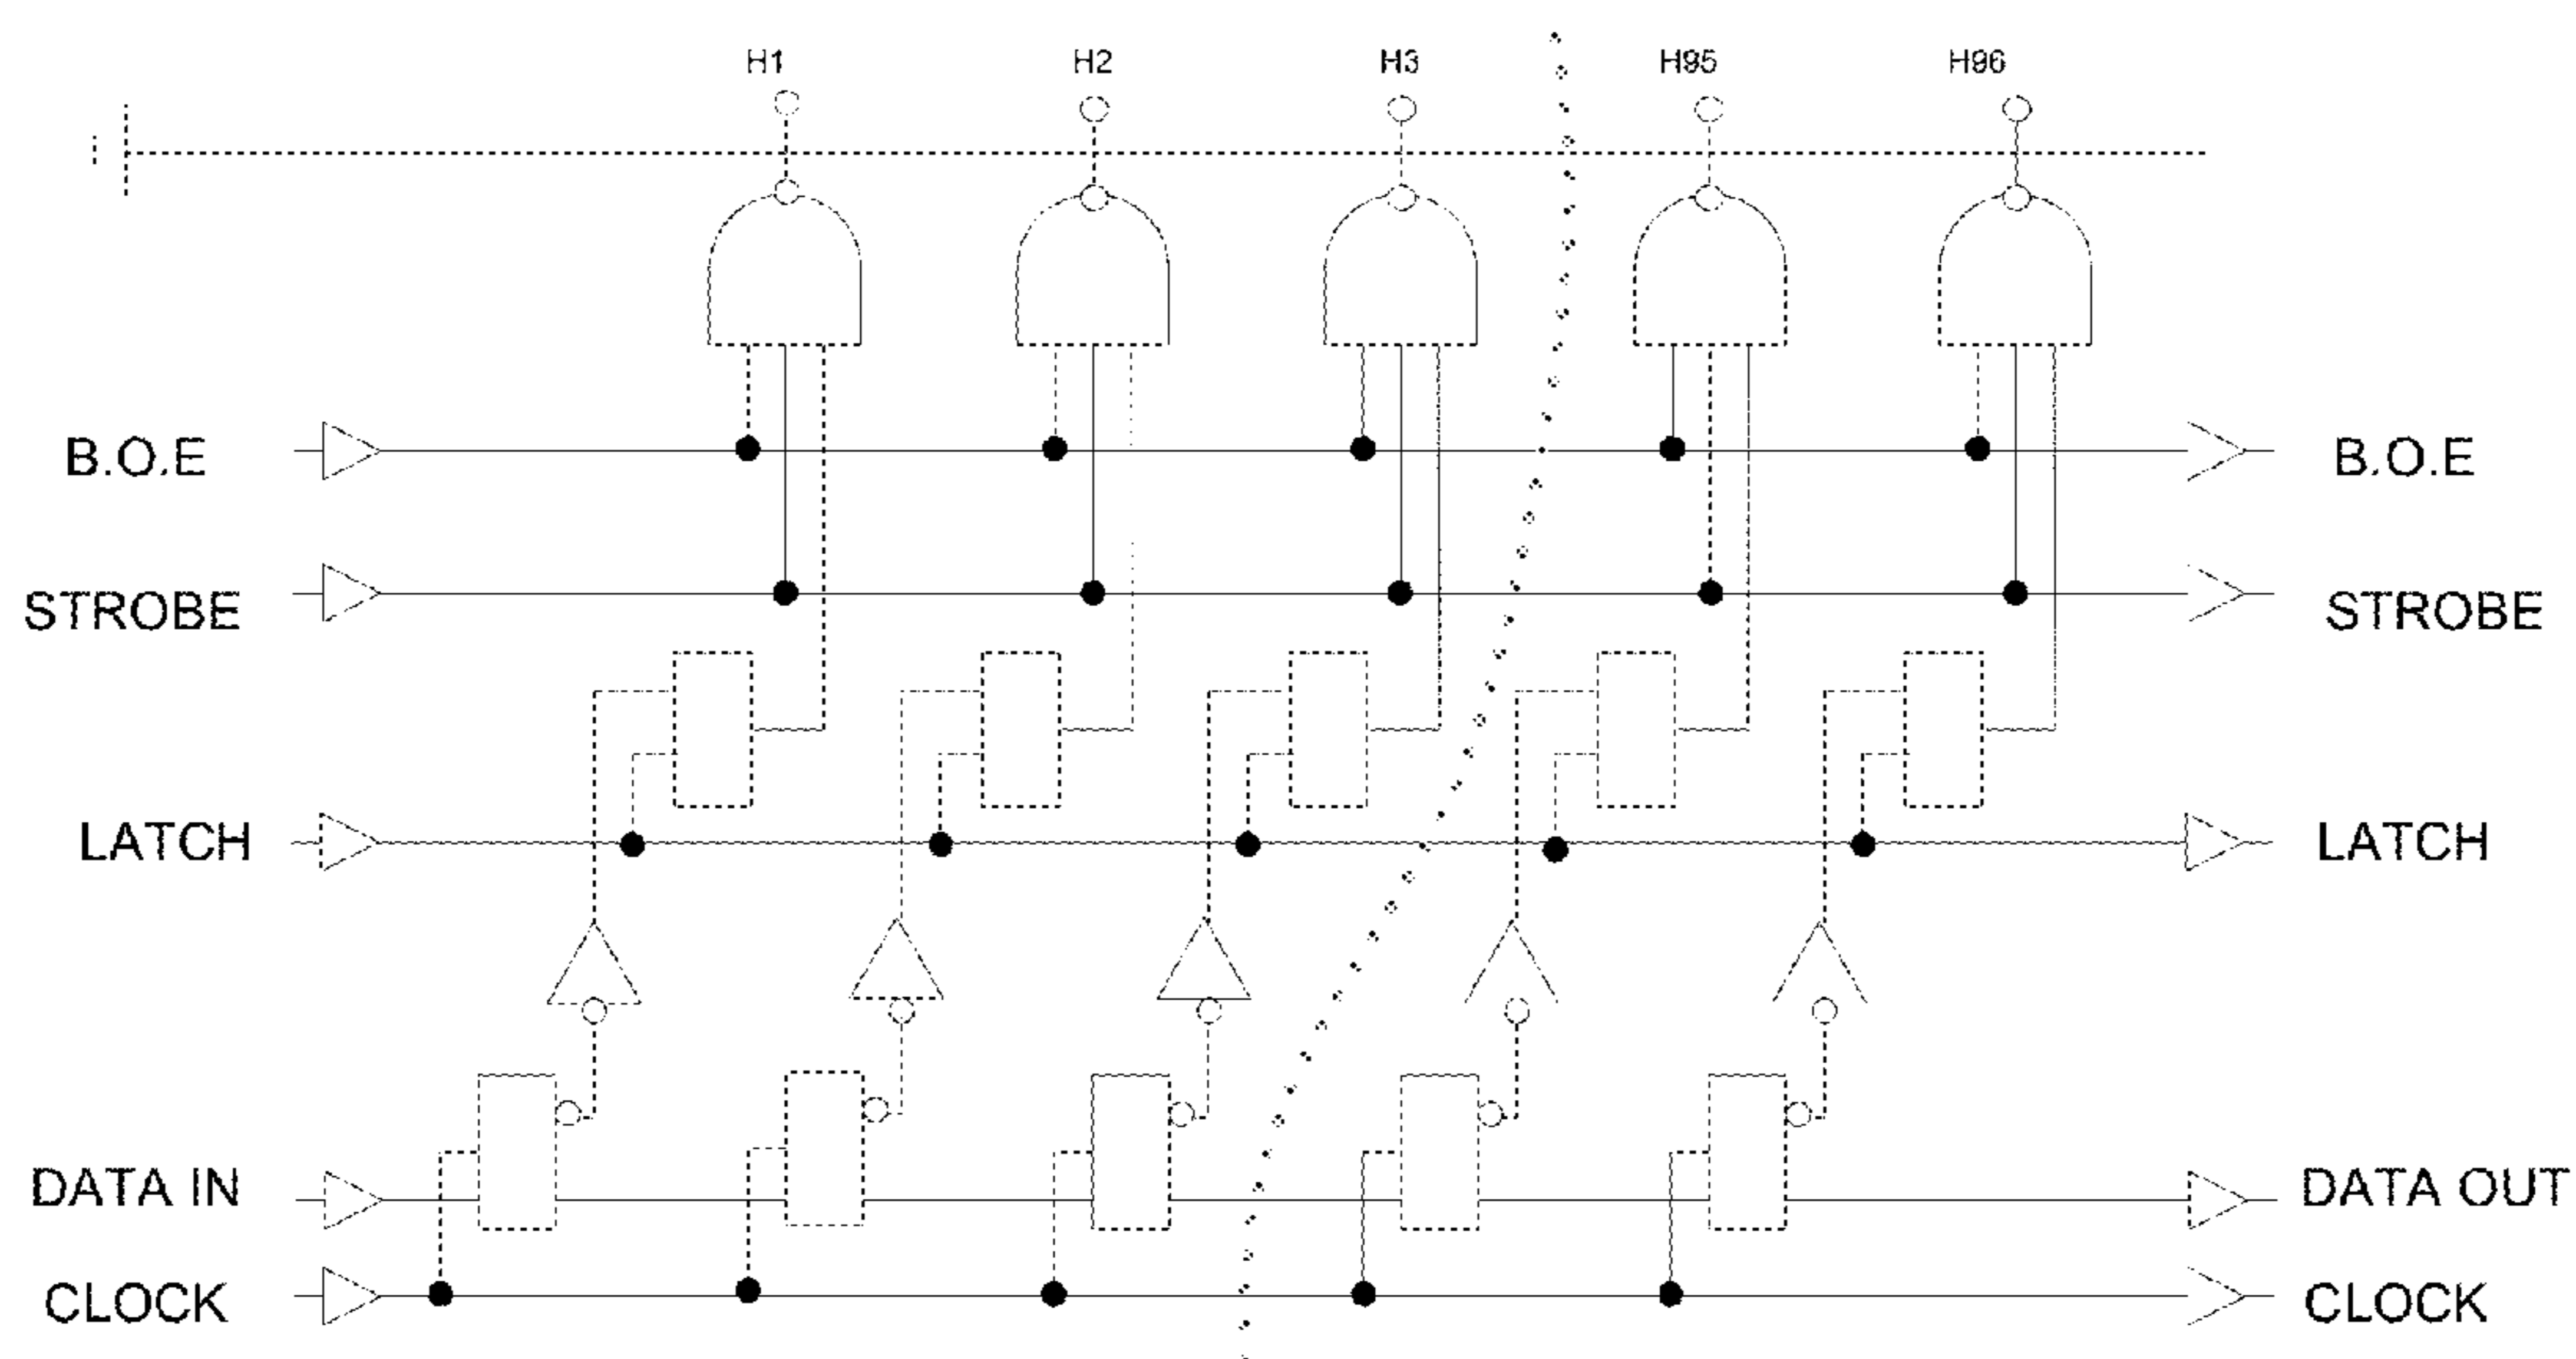 H1 H2 H3 H95 H96
B.O.E B.O.E
STROBE STROBE
LATCH LATCH
DATA IN DATA OUT
CLOCK CLOCK